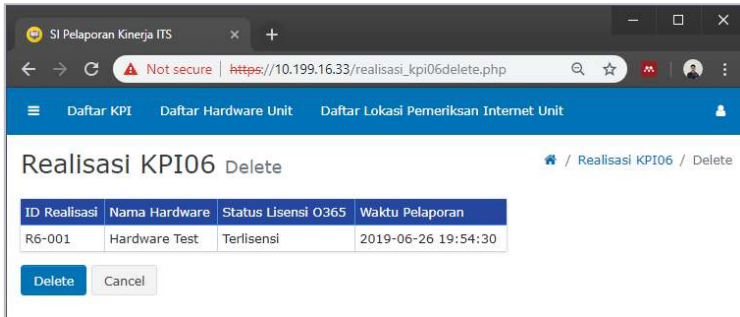 SI Pelaporan Kinerja ITS
Not secure | https://10.199.16.33/realisasi_kpi06delete.php
Daftar KPI Daftar Hardware Unit Daftar Lokasi Pemeriksan Internet Unit
Realisasi KPI06 Delete / Realisasi KPI06 / Delete
ID Realisasi Nama Hardware Status Lisensi O365 Waktu Pelaporan
R6-001 Hardware Test Terlisensi 2019-06-26 19:54:30
Delete Cancel